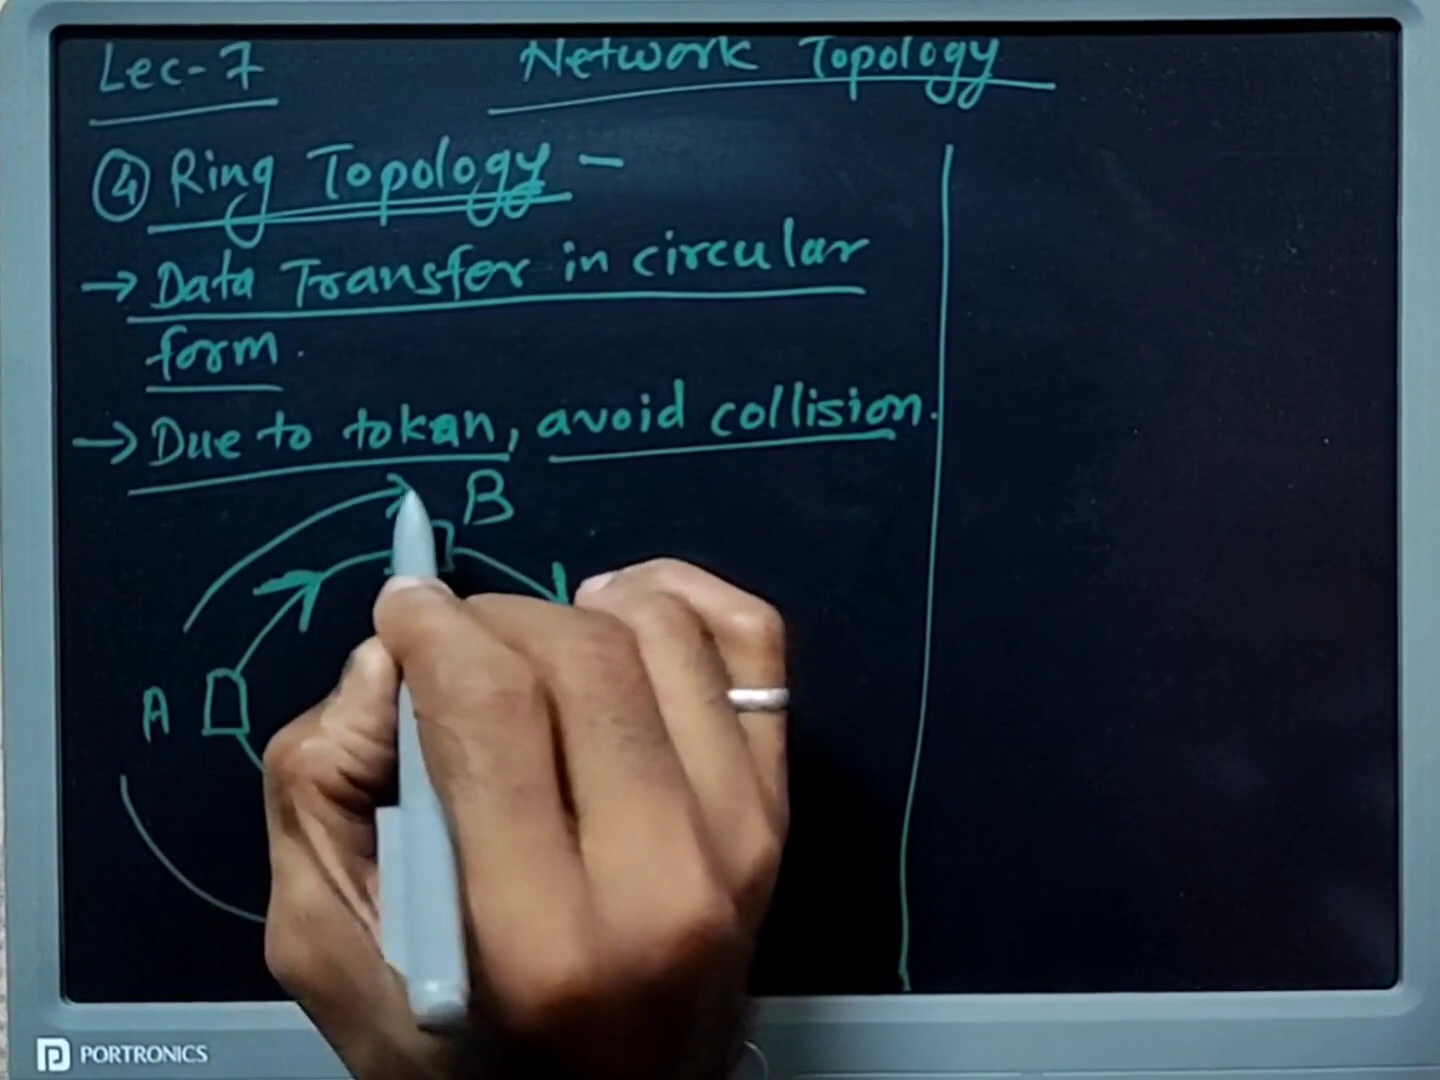 Lec-7
Network Topology
④ Ring Topology -
→ Data Transfer in circular
form.
→ Due to tokan, avoid collision.
B
A
PORTRONICS